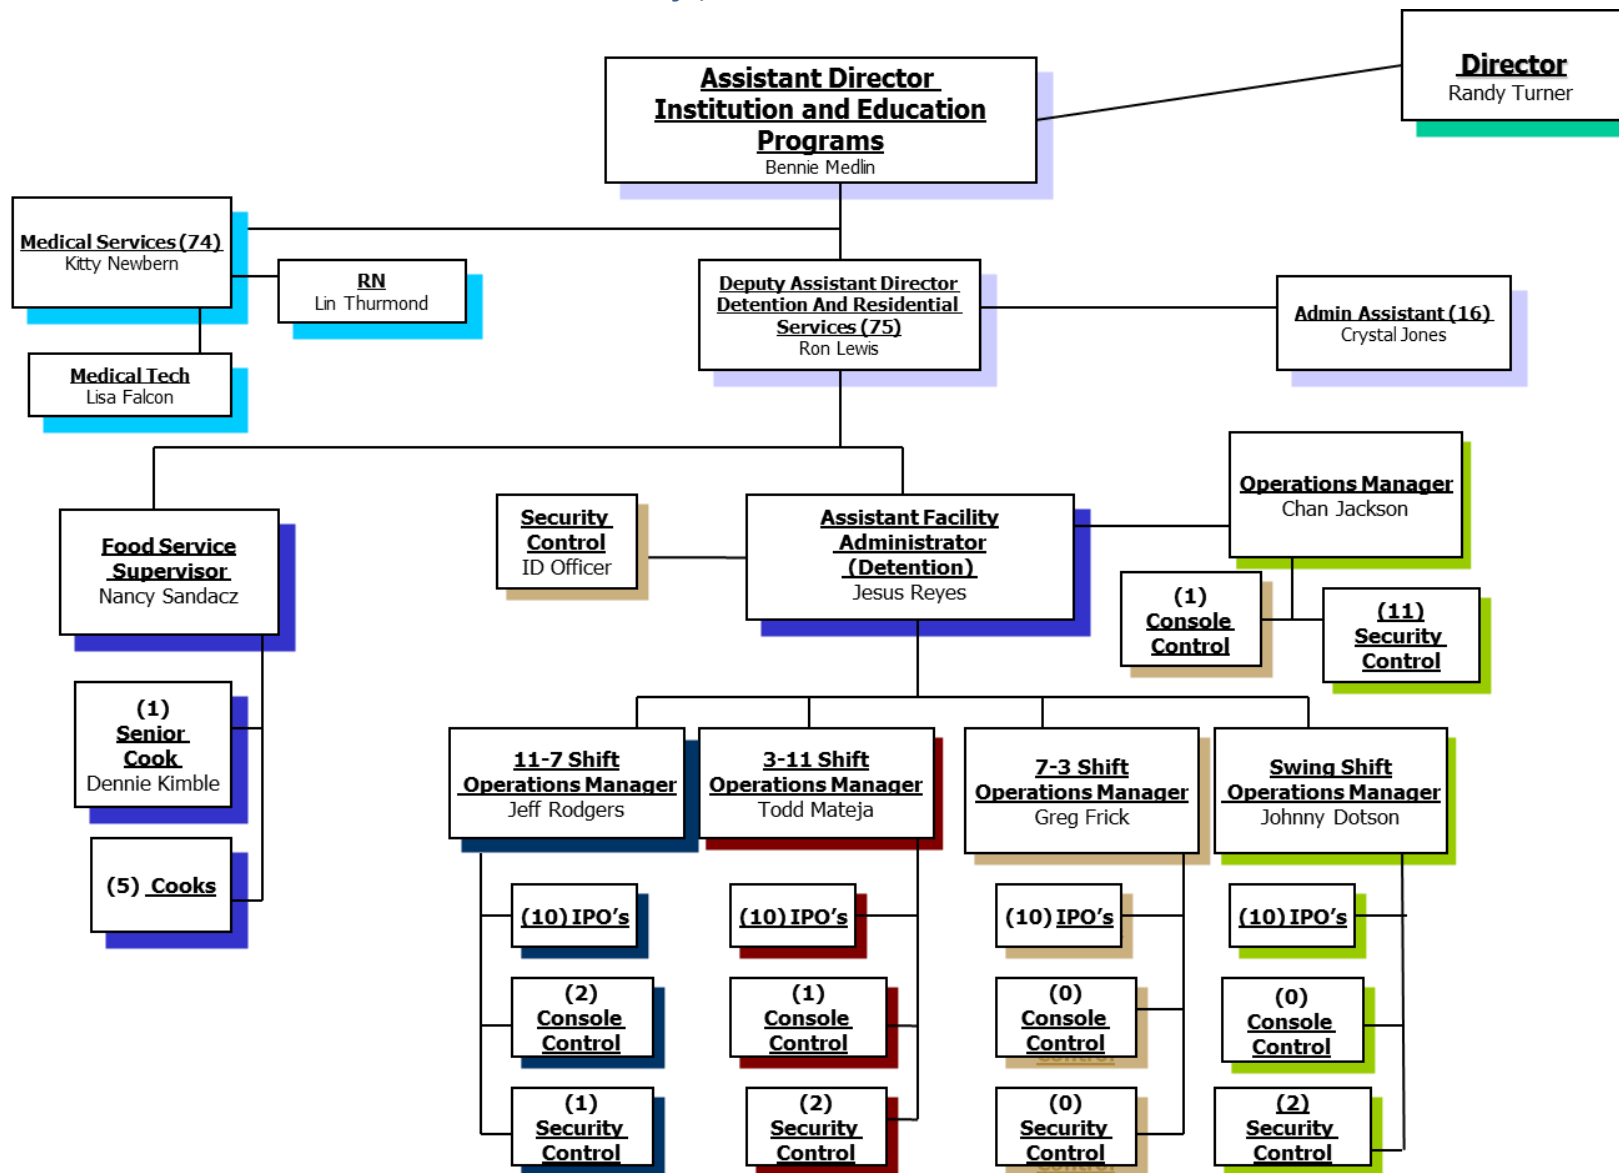 Director
Randy Turner
Assistant Director
Institution and Education
Programs
Bennie Medlin
Medical Services (74)
Kitty Newbern
RN
Lin Thurmond
Medical Tech
Lisa Falcon
Deputy Assistant Director
Detention And Residential
Services (75)
Ron Lewis
Admin Assistant (16)
Crystal Jones
Operations Manager
Chan Jackson
Security
Control
ID Officer
Assistant Facility
Administrator
(Detention)
Jesus Reyes
Food Service
Supervisor
Nancy Sandacz
(1)
Console
Control
(11)
Security
Control
(1)
Senior
Cook
Dennie Kimble
(5) Cooks
11-7 Shift
Operations Manager
Jeff Rodgers
3-11 Shift
Operations Manager
Todd Mateja
7-3 Shift
Operations Manager
Greg Frick
Swing Shift
Operations Manager
Johnny Dotson
(10) IPO’s
(10) IPO’s
(10) IPO’s
(10) IPO’s
(2)
Console
Control
(1)
Console
Control
(0)
Console
Control
(0)
Console
Control
(1)
Security
Control
(2)
Security
Control
(0)
Security
Control
(2)
Security
Control